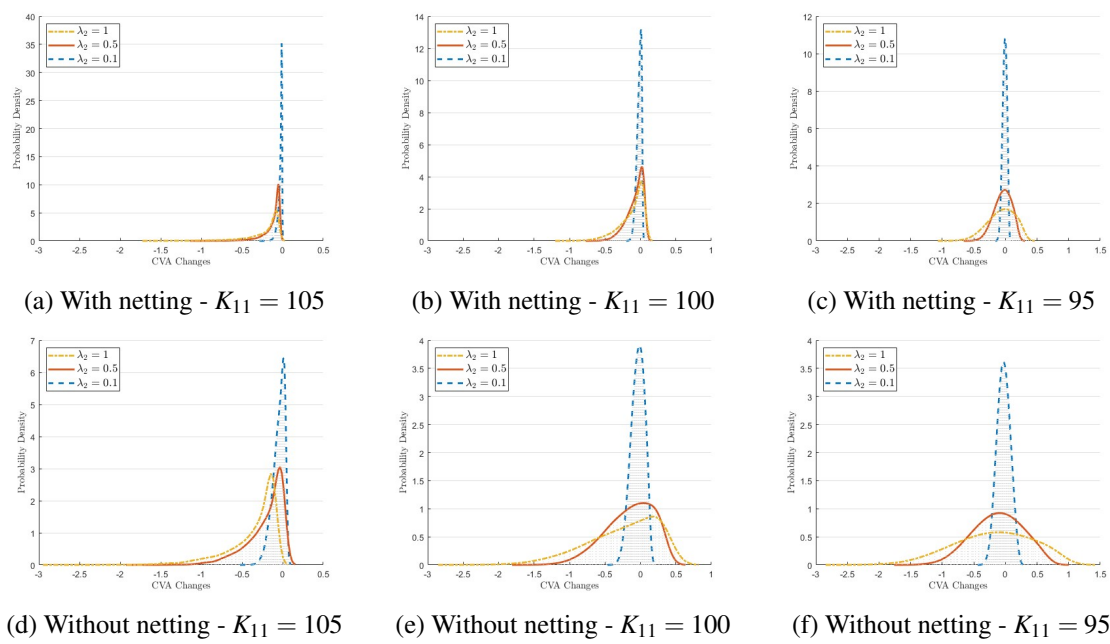 40
35
30
25
20
15
10
5
0
Probability Density
λ₂ = 1
λ₂ = 0.5
λ₂ = 0.1
-3 -2.5 -2 -1.5 -1 -0.5 0 0.5
CVA Changes
(a) With netting - K₁₁ = 105
14
12
10
8
6
4
2
0
Probability Density
λ₂ = 1
λ₂ = 0.5
λ₂ = 0.1
-3 -2.5 -2 -1.5 -1 -0.5 0 0.5 1
CVA Changes
(b) With netting - K₁₁ = 100
12
10
8
6
4
2
0
Probability Density
λ₂ = 1
λ₂ = 0.5
λ₂ = 0.1
-3 -2.5 -2 -1.5 -1 -0.5 0 0.5 1 1.5
CVA Changes
(c) With netting - K₁₁ = 95
7
6
5
4
3
2
1
0
Probability Density
λ₂ = 1
λ₂ = 0.5
λ₂ = 0.1
-3 -2.5 -2 -1.5 -1 -0.5 0 0.5
CVA Changes
(d) Without netting - K₁₁ = 105
4
3.5
3
2.5
2
1.5
1
0.5
0
Probability Density
λ₂ = 1
λ₂ = 0.5
λ₂ = 0.1
-3 -2.5 -2 -1.5 -1 -0.5 0 0.5 1
CVA Changes
(e) Without netting - K₁₁ = 100
4
3.5
3
2.5
2
1.5
1
0.5
0
Probability Density
λ₂ = 1
λ₂ = 0.5
λ₂ = 0.1
-3 -2.5 -2 -1.5 -1 -0.5 0 0.5 1 1.5
CVA Changes
(f) Without netting - K₁₁ = 95